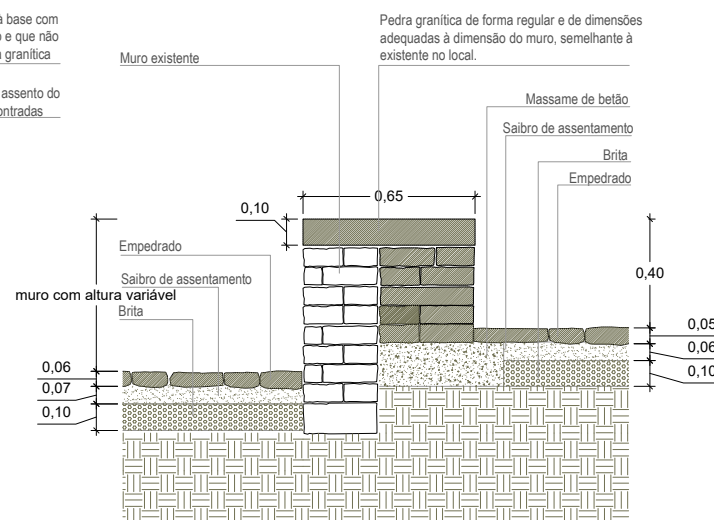 à base com
o e que não
a granítica
assento do
ontradas
Muro existente
Pedra granítica de forma regular e de dimensões
adequadas à dimensão do muro, semelhante à
existente no local.
Massame de betão
Saibro de assentamento
Brita
Empedrado
0,65
0,10
Empedrado
Saibro de assentamento
muro com altura variável
Brita
0,40
0,05
0,06
0,10
0,06
0,07
0,10